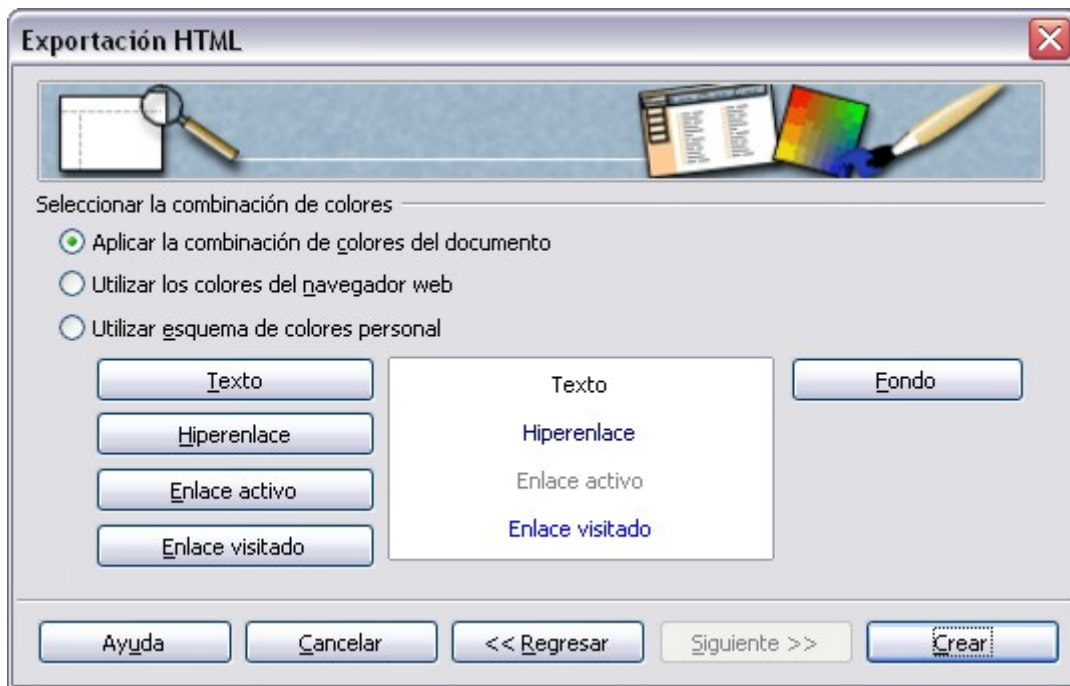 Exportación HTML
Seleccionar la combinación de colores
Aplicar la combinación de colores del documento
Utilizar los colores del navegador web
Utilizar esquema de colores personal
Texto
Hiperenlace
Enlace activo
Enlace visitado
Texto
Hiperenlace
Enlace activo
Enlace visitado
Fondo
Ayuda Cancelar << Regresar Siguiente >> Crear